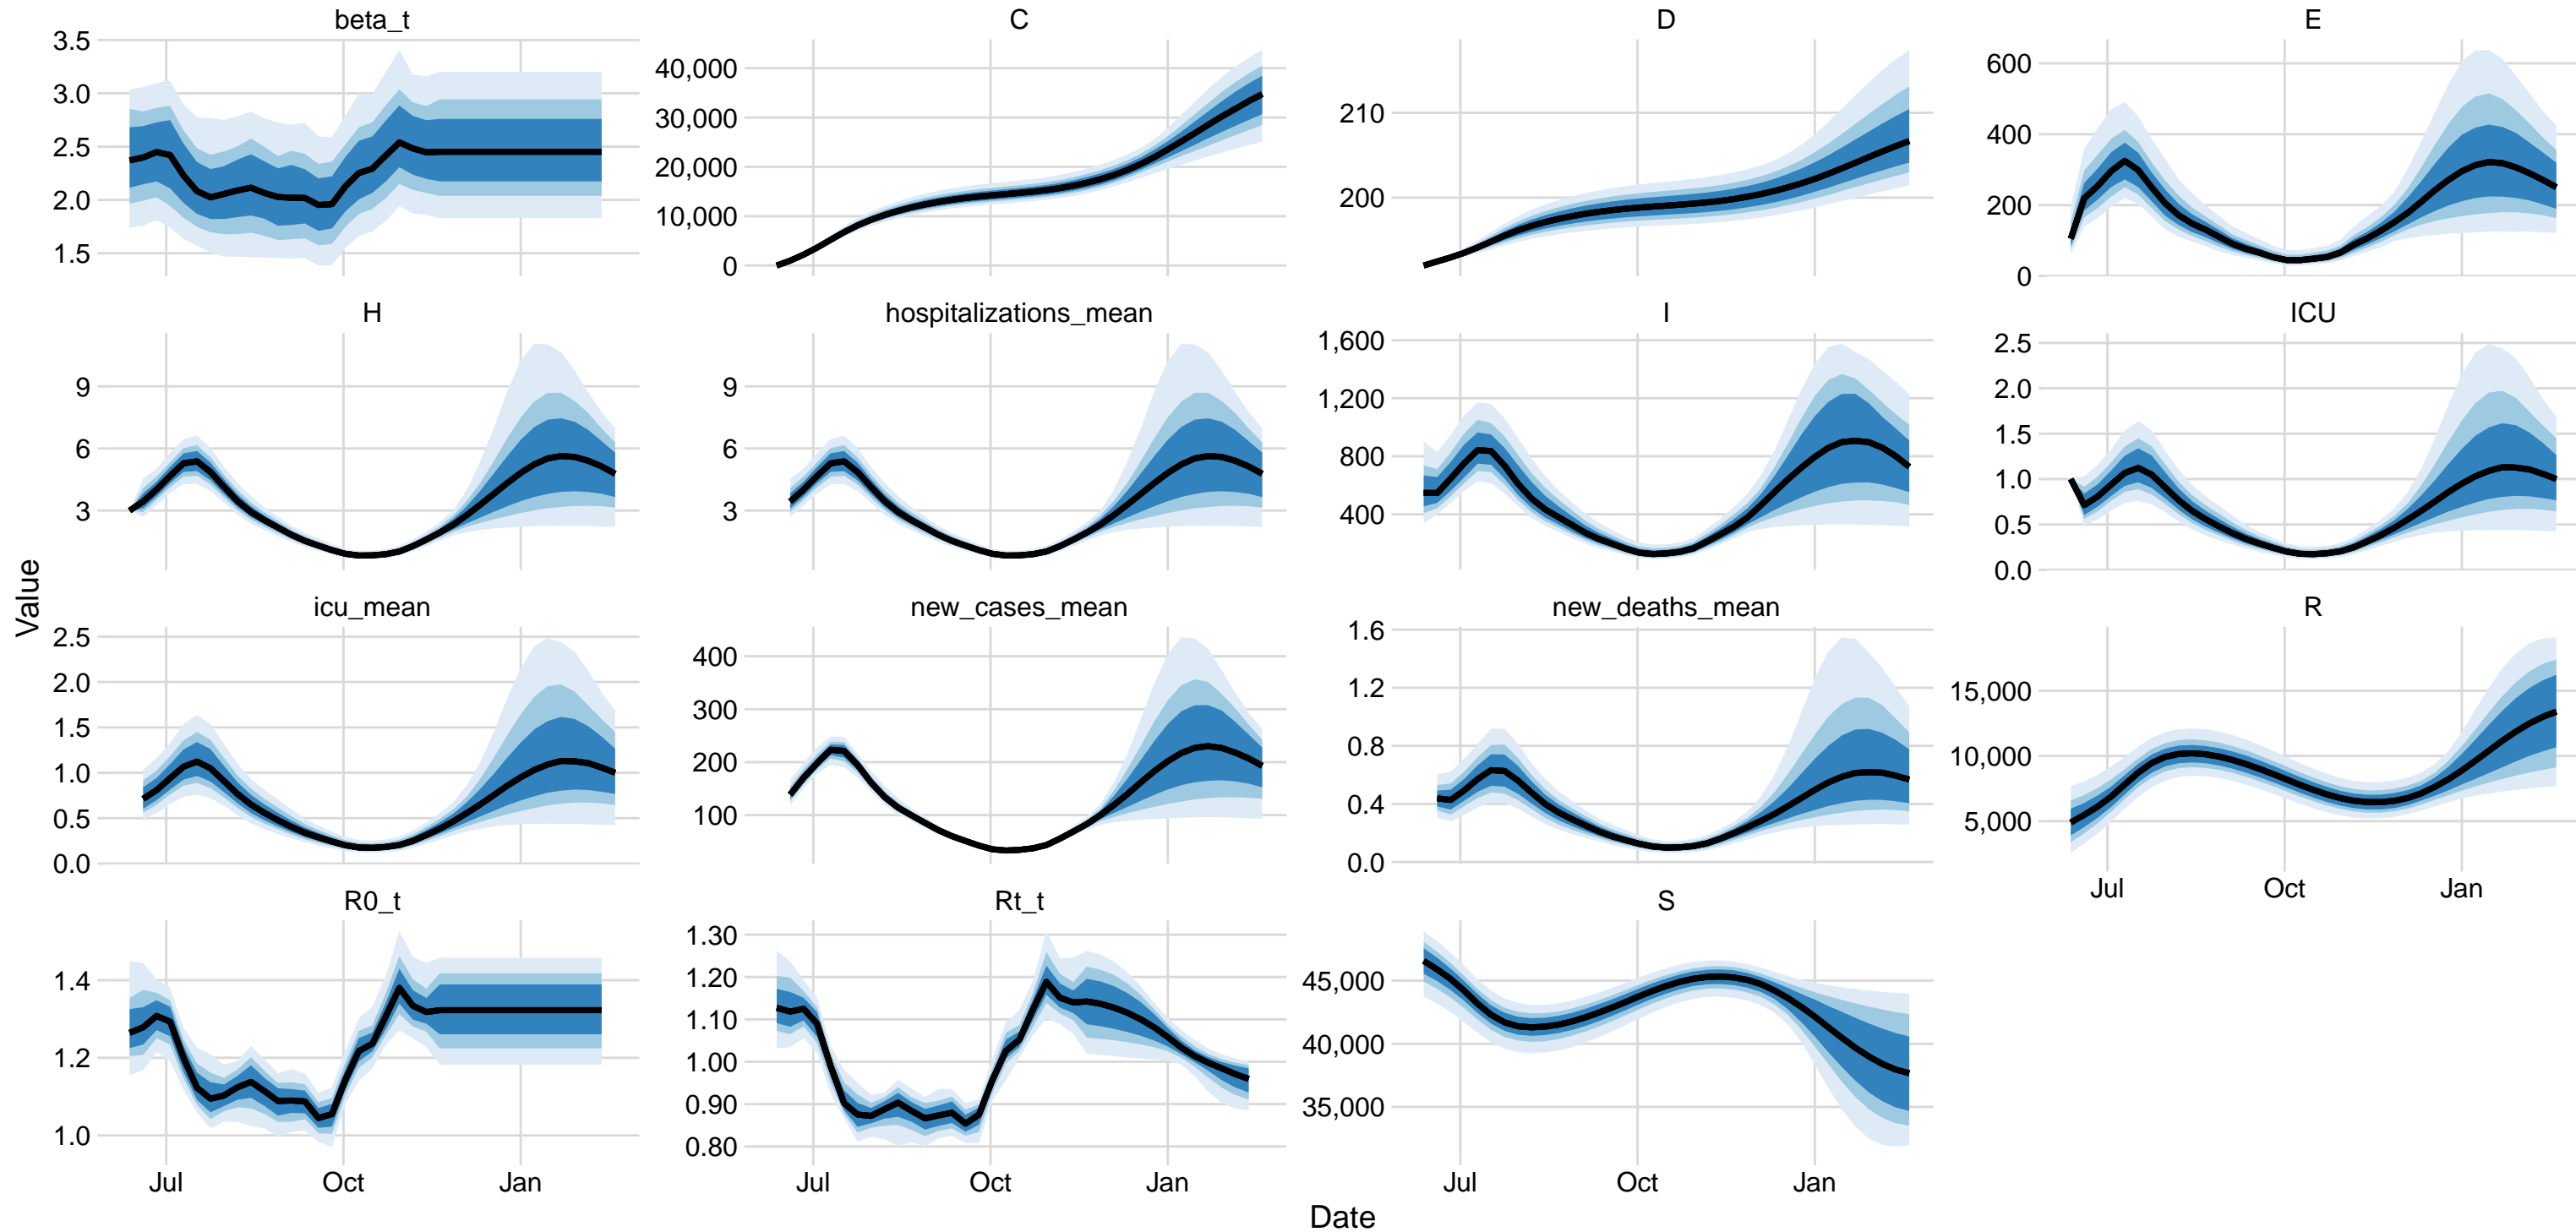 beta_t
C
D
E
3.5
3.0
2.5
2.0
1.5
40,000
30,000
20,000
10,000
0
210
200
600
400
200
0
H
hospitalizations_mean
I
ICU
9
6
3
9
6
3
1,600
1,200
800
400
2.5
2.0
1.5
1.0
0.5
0.0
icu_mean
new_cases_mean
new_deaths_mean
R
2.5
2.0
1.5
1.0
0.5
0.0
400
300
200
100
1.6
1.2
0.8
0.4
0.0
15,000
10,000
5,000
Jul Oct Jan
R0_t
Rt_t
S
1.4
1.2
1.0
1.30
1.20
1.10
1.00
0.90
0.80
45,000
40,000
35,000
Jul Oct Jan
Jul Oct Jan
Jul Oct Jan
Value
Date